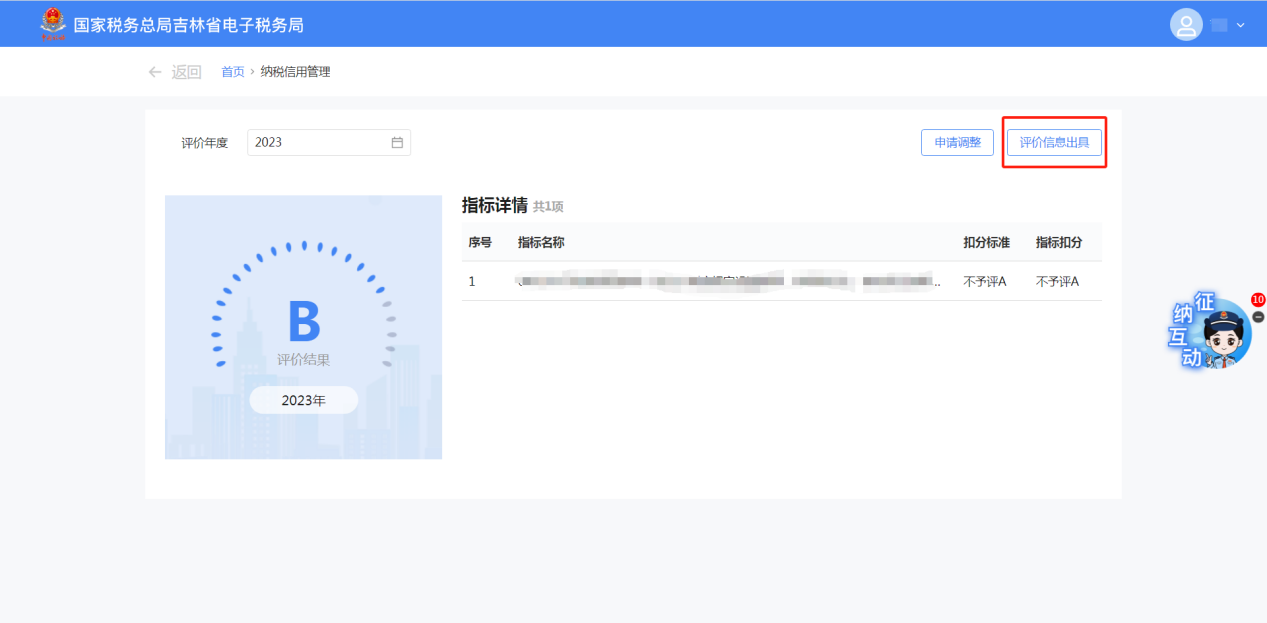 国家税务总局吉林省电子税务局
返回 首页 › 纳税信用管理
评价年度 2023 申请调整 评价信息出具
指标详情 共1项
序号 指标名称 扣分标准 指标扣分
1 不予评A 不予评A
B
评价结果
2023年
征纳互动
10